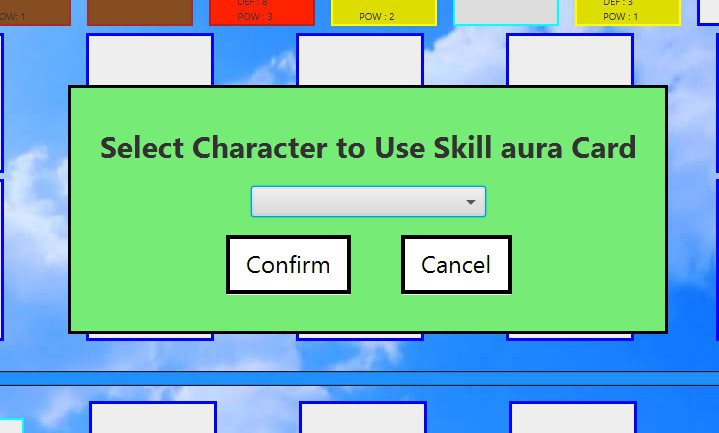 DEF : 8
DEF : 3
OW: 1
POW : 3
POW : 2
POW : 1
Select Character to Use Skill aura Card
Confirm
Cancel